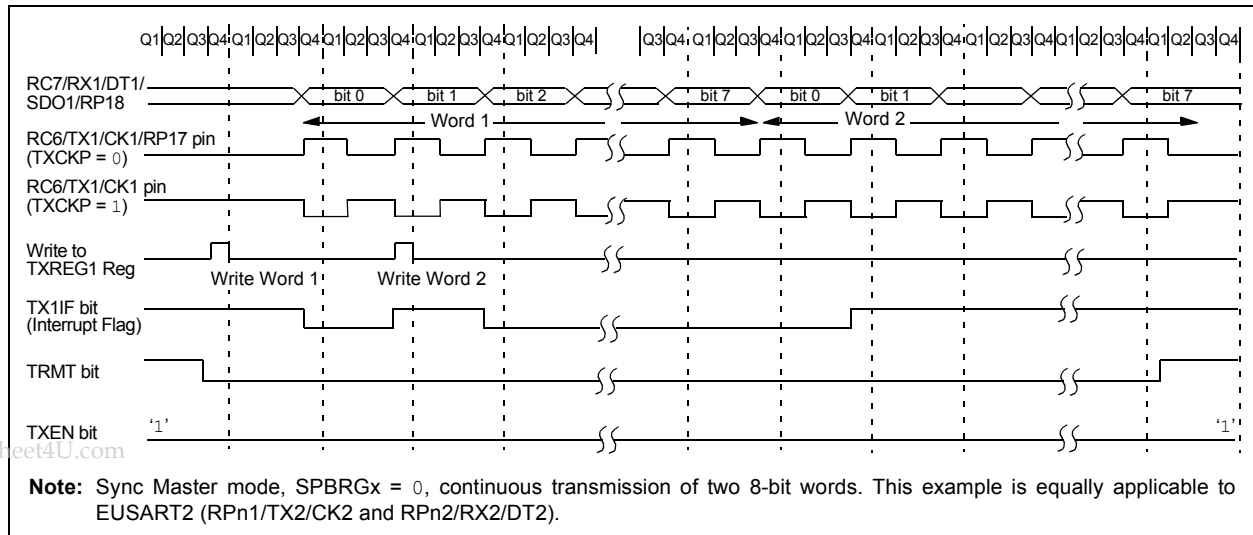 Q1 Q2 Q3 Q4 Q1 Q2 Q3 Q4 Q1 Q2 Q3 Q4 Q1 Q2 Q3 Q4 Q1 Q2 Q3 Q4 Q3 Q4 Q1 Q2 Q3 Q4 Q1 Q2 Q3 Q4 Q1 Q2 Q3 Q4 Q1 Q2 Q3 Q4 Q1 Q2 Q3 Q4 Q1 Q2 Q3 Q4
RC7/RX1/DT1/
SDO1/RP18
bit 0 bit 1 bit 2 bit 7 bit 0 bit 1 bit 7
Word 1 Word 2
RC6/TX1/CK1/RP17 pin
(TXCKP = 0)
RC6/TX1/CK1 pin
(TXCKP = 1)
Write to
TXREG1 Reg
Write Word 1 Write Word 2
TX1IF bit
(Interrupt Flag)
TRMT bit
TXEN bit
‘1’ ‘1’
heet4U.com
Note: Sync Master mode, SPBRGx = 0, continuous transmission of two 8-bit words. This example is equally applicable to
EUSART2 (RPn1/TX2/CK2 and RPn2/RX2/DT2).